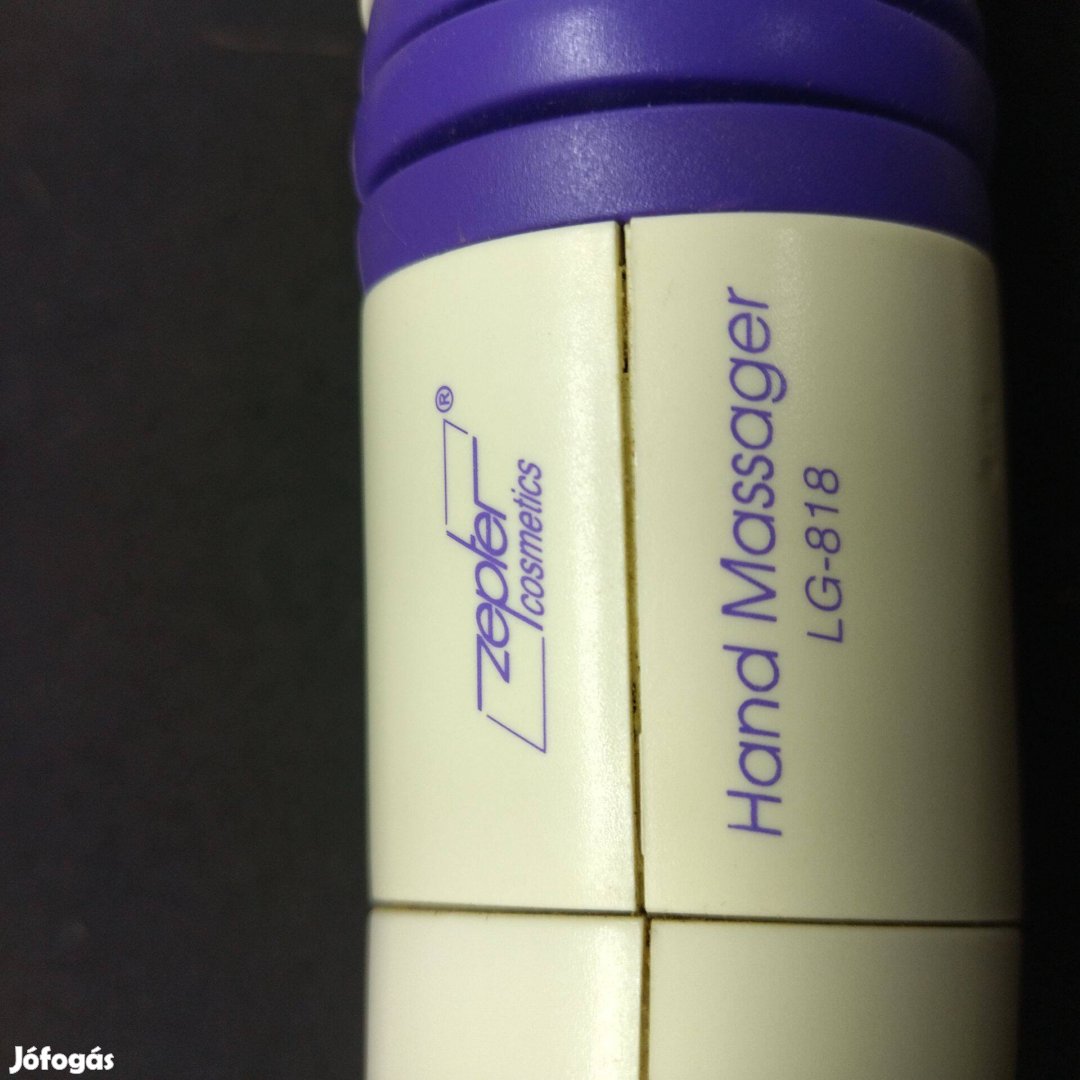 zepter®
cosmetics
Hand Massager
LG-818
Jófogás